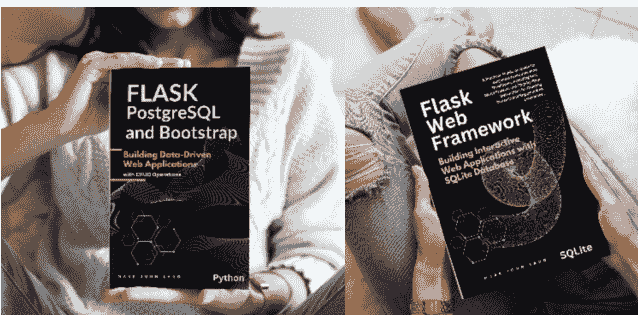 FLASK
PostgreSQL
and Bootstrap
Building Data-Driven
Web Applications
with CRUD Operations
Python
Flask
Web
Framework
Building Interactive
Web Applications with
SQLite Database
SQLite